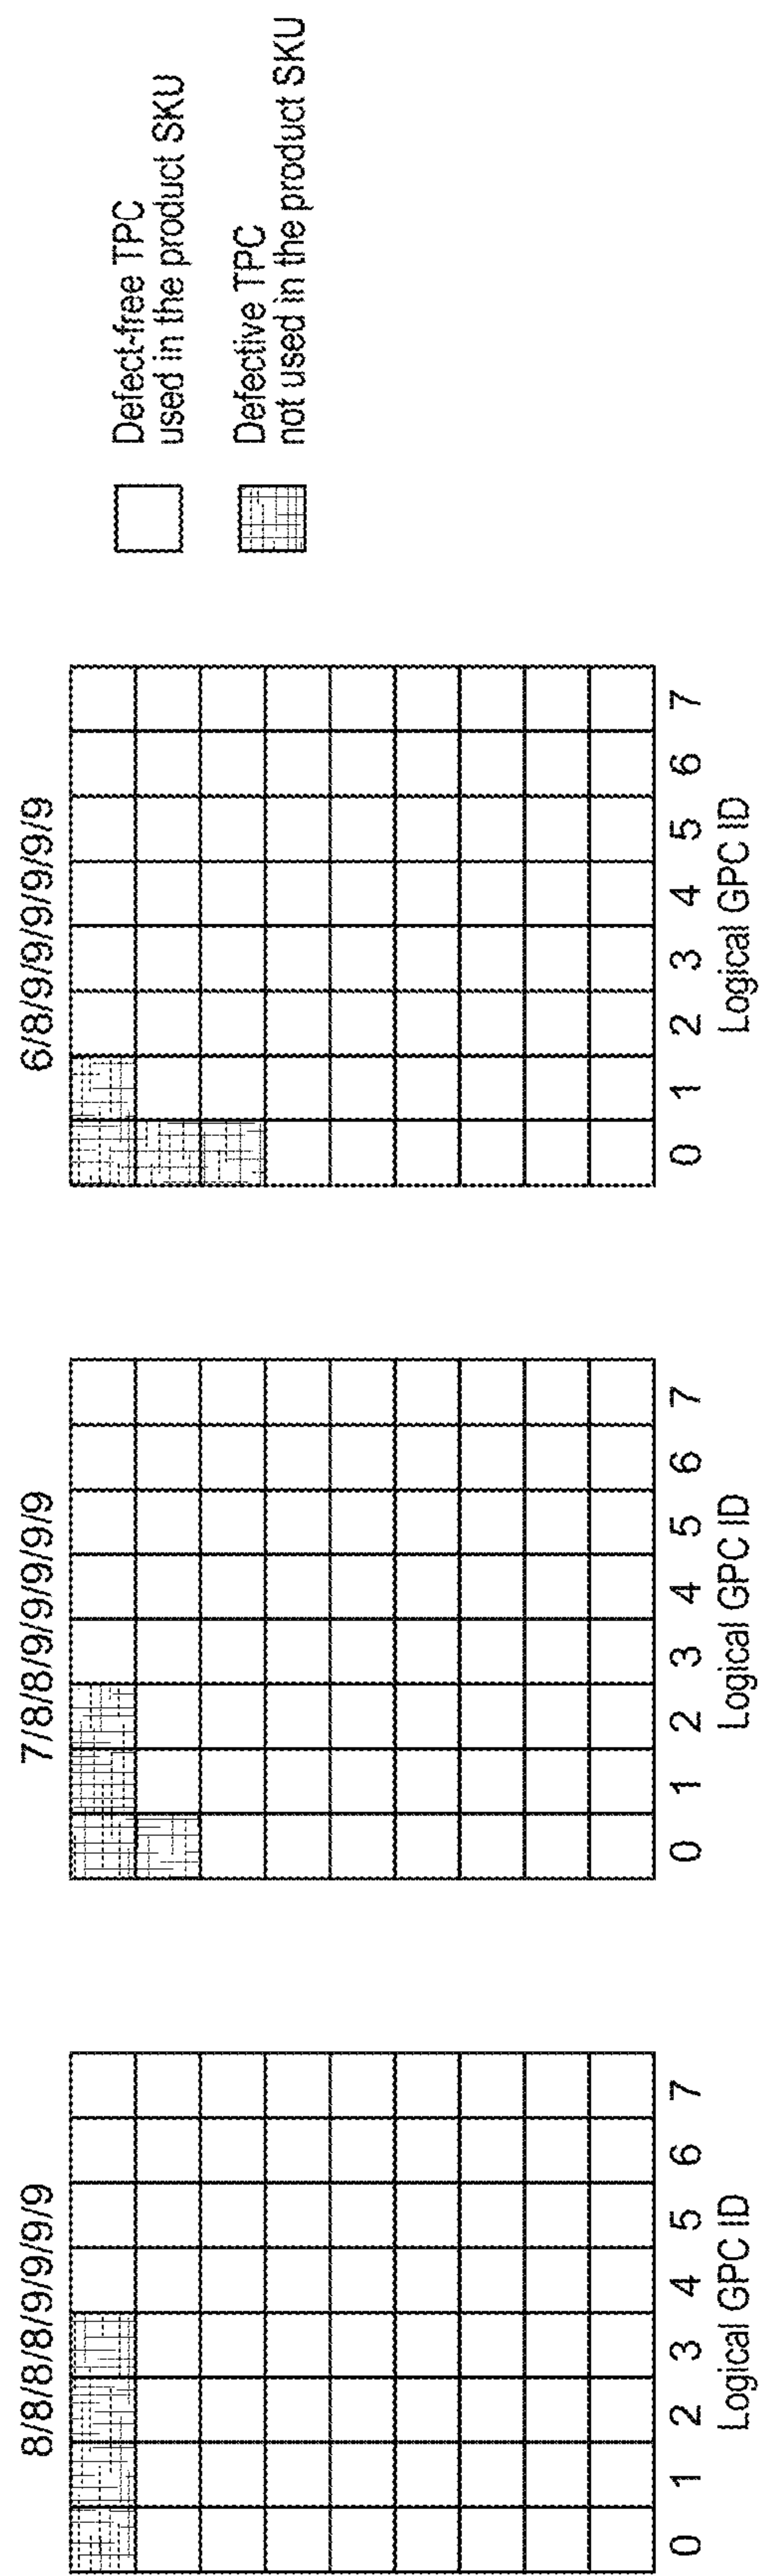 8/8/8/8/9/9/9/9
0 1 2 3 4 5 6 7
Logical GPC ID
7/8/8/9/9/9/9/9
0 1 2 3 4 5 6 7
Logical GPC ID
6/8/9/9/9/9/9/9
0 1 2 3 4 5 6 7
Logical GPC ID
Defect-free TPC
used in the product SKU
Defective TPC
not used in the product SKU